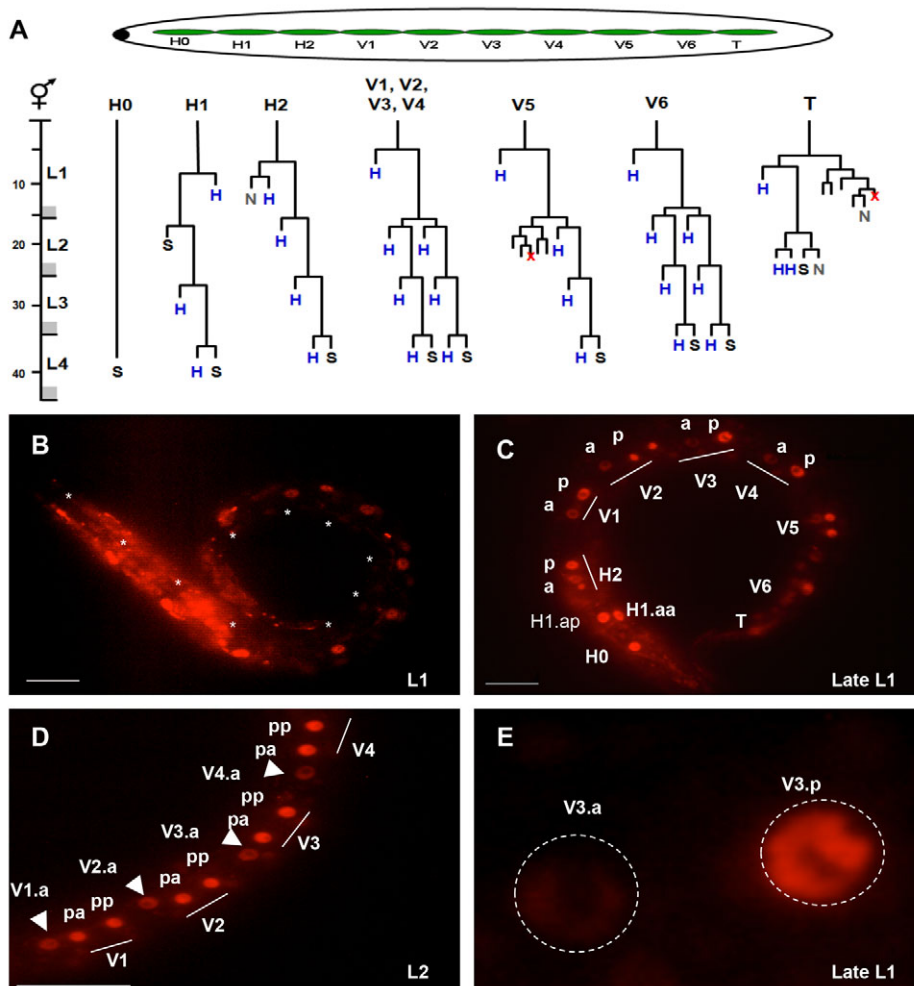 A
H0 H1 H2 V1 V2 V3 V4 V5 V6 T
⚥ H0 H1 H2 V1, V2, V3, V4 V5 V6 T
L1
10
L2
20
L3
30
L4
40
H
N H
H
H
H
H
X
N
H
S
H
H H
H
X
H H
H H S N
H
H
H H
H
H H
H S
H S
H S H S
H S
H S H S
S
B
* * * * * * * * * *
L1
C
a p a p a p a p
V1 V2 V3 V4 V5 V6 T
p
a
H2
H1.aa
H1.ap
H0
Late L1
D
pp
pa
V4
V4.a
pp
pa
V3
V3.a
pp
pa
V2
V2.a
pp
pa
V1
V1.a
L2
E
V3.a
V3.p
Late L1